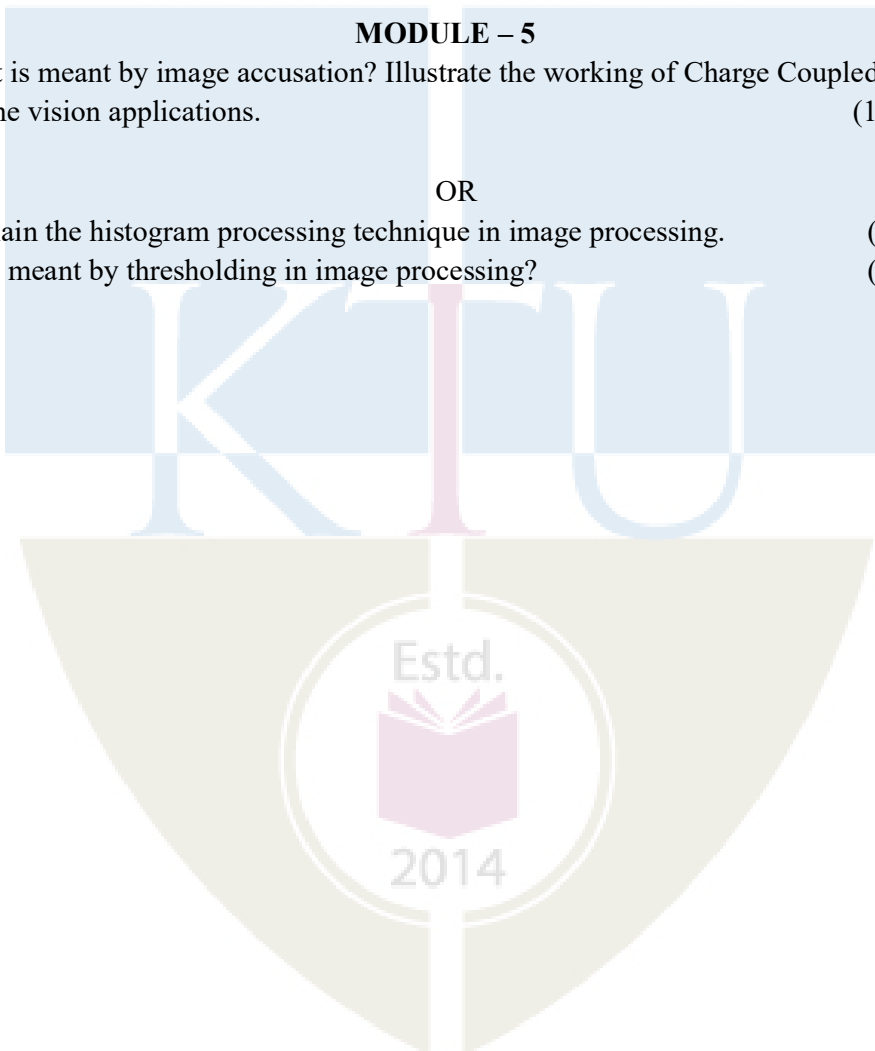 MODULE – 5
t is meant by image accusation? Illustrate the working of Charge Coupled
ne vision applications. (1
OR
ain the histogram processing technique in image processing. (
meant by thresholding in image processing? (
KTU
Estd.
2014